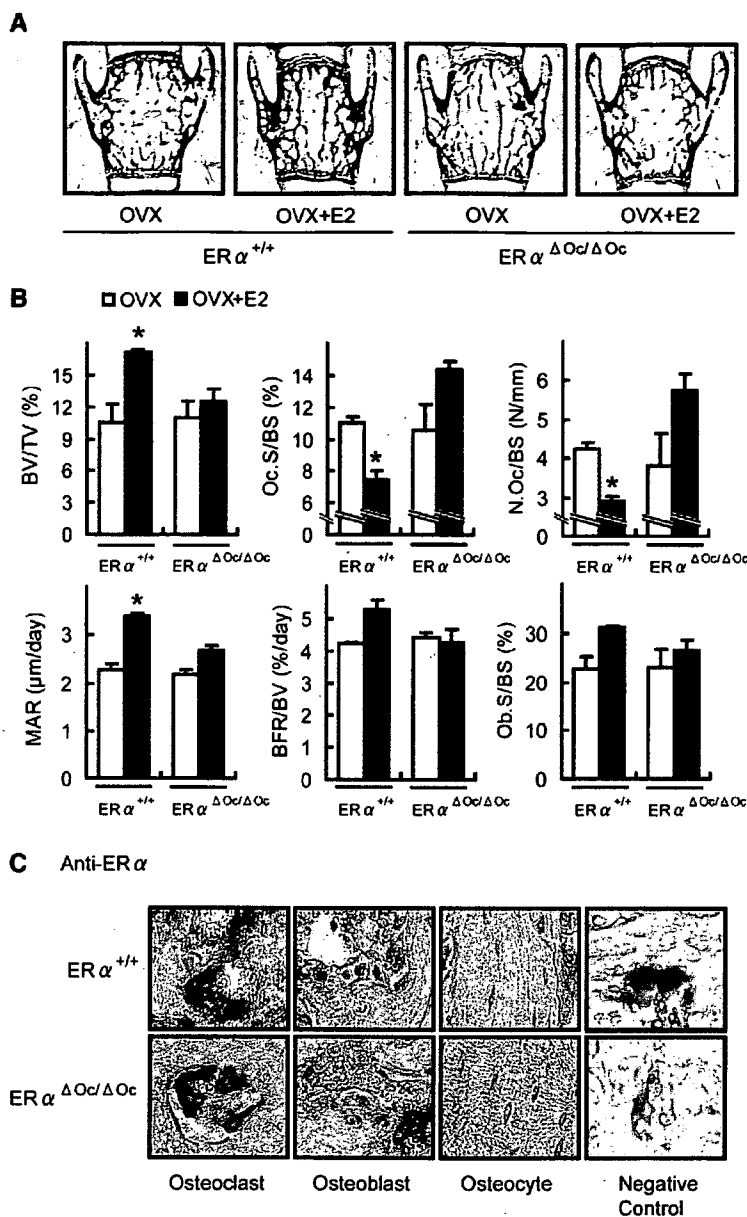 A
OVX OVX+E2 OVX OVX+E2
ERα+/+ ERαΔOc/ΔOc
B
OVX OVX+E2
BV/TV (%)
15
12
9
6
3
0
*
ERα+/+ ERαΔOc/ΔOc
Oc.S/BS (%)
14
12
10
8
6
0
*
ERα+/+ ERαΔOc/ΔOc
N.Oc/BS (N/mm)
6
5
4
3
0
*
ERα+/+ ERαΔOc/ΔOc
MAR (µm/day)
3
2
1
0
*
ERα+/+ ERαΔOc/ΔOc
BFR/BV (%/day)
5
4
3
2
1
0
ERα+/+ ERαΔOc/ΔOc
Ob.S/BS (%)
30
20
10
0
ERα+/+ ERαΔOc/ΔOc
C Anti-ERα
ERα+/+
ERαΔOc/ΔOc
Osteoclast Osteoblast Osteocyte Negative
Control